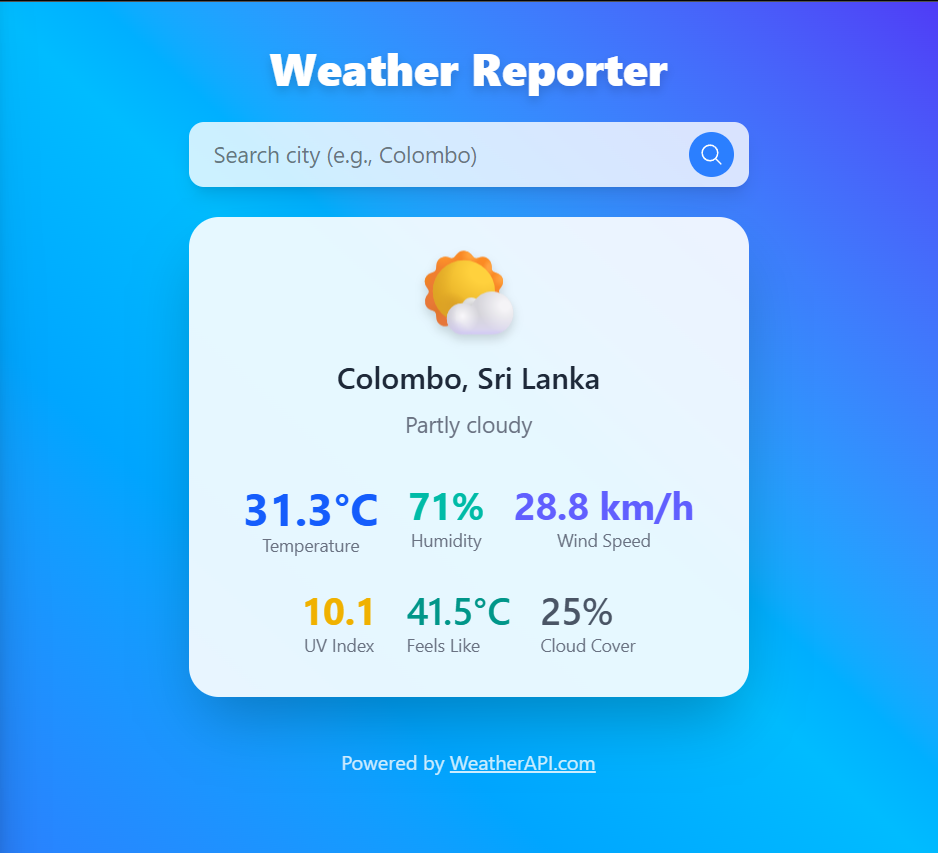 Weather Reporter
Search city (e.g., Colombo)
Colombo, Sri Lanka
Partly cloudy
31.3°C 71% 28.8 km/h
Temperature Humidity Wind Speed
10.1 41.5°C 25%
UV Index Feels Like Cloud Cover
Powered by WeatherAPI.com